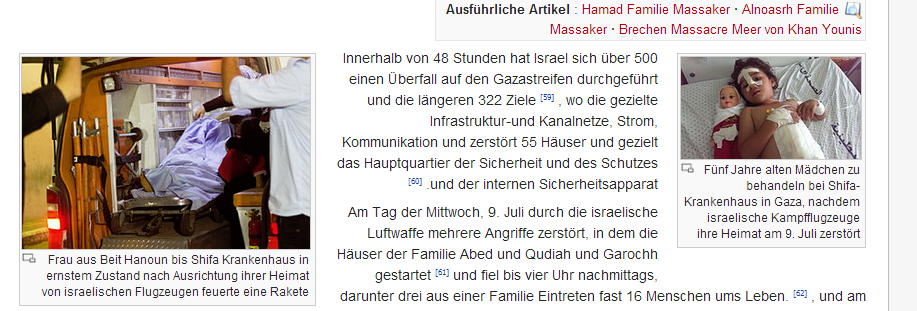 Ausführliche Artikel : Hamad Familie Massaker · Alnoasrh Familie
Massaker · Brechen Massacre Meer von Khan Younis
Innerhalb von 48 Stunden hat Israel sich über 500
einen Überfall auf den Gazastreifen durchgeführt
und die längeren 322 Ziele [59] , wo die gezielte
Infrastruktur-und Kanalnetze, Strom,
Kommunikation und zerstört 55 Häuser und gezielt
das Hauptquartier der Sicherheit und des Schutzes
[60] .und der internen Sicherheitsapparat
Am Tag der Mittwoch, 9. Juli durch die israelische
Luftwaffe mehrere Angriffe zerstört, in dem die
Häuser der Familie Abed und Qudiah und Garochh
gestartet [61] und fiel bis vier Uhr nachmittags,
darunter drei aus einer Familie Eintreten fast 16 Menschen ums Leben. [62] , und am
Fünf Jahre alten Mädchen zu
behandeln bei Shifa-
Krankenhaus in Gaza, nachdem
israelische Kampfflugzeuge
ihre Heimat am 9. Juli zerstört
Frau aus Beit Hanoun bis Shifa Krankenhaus in
ernstem Zustand nach Ausrichtung ihrer Heimat
von israelischen Flugzeugen feuerte eine Rakete